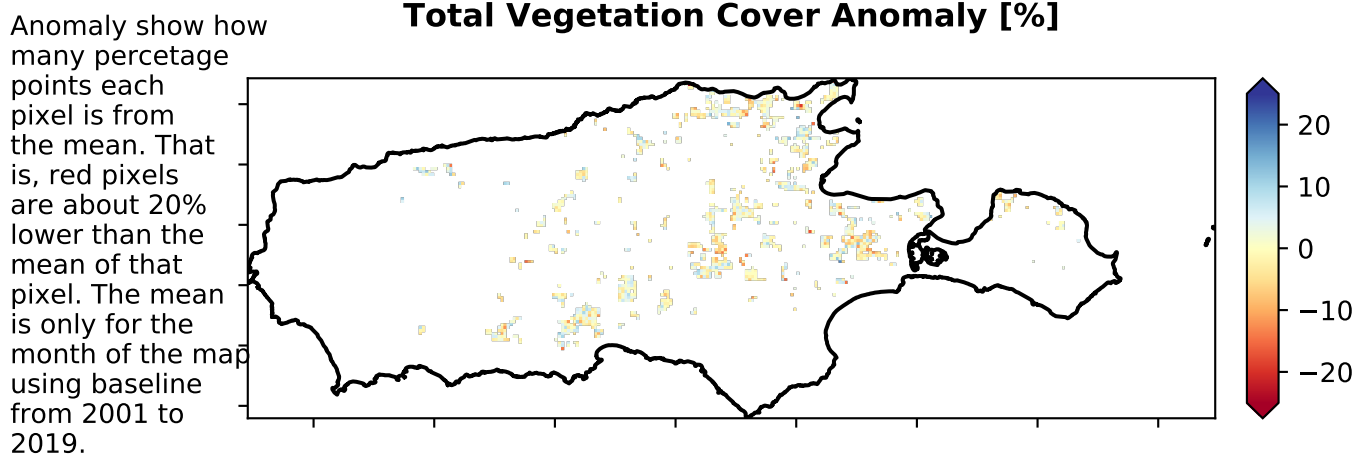 Total Vegetation Cover Anomaly [%]
Anomaly show how
many percetage
points each
pixel is from
the mean. That
is, red pixels
are about 20%
lower than the
mean of that
pixel. The mean
is only for the
month of the map
using baseline
from 2001 to
2019.
20
10
0
−10
−20